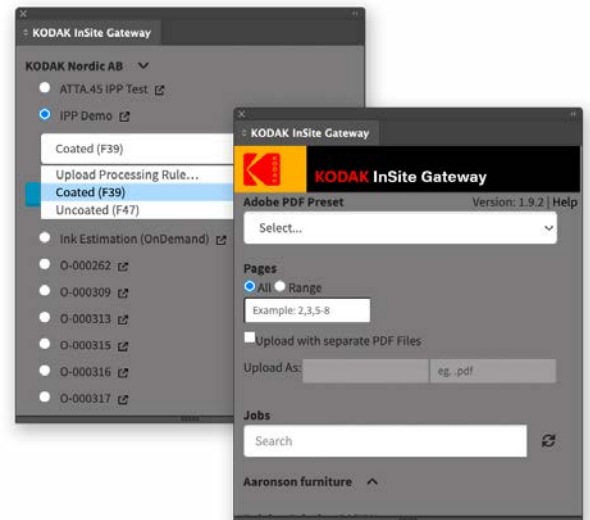 KODAK InSite Gateway
KODAK Nordic AB
ATTA.45 IPP Test
IPP Demo
Coated (F39)
Upload Processing Rule...
Coated (F39)
Uncoated (F47)
Ink Estimation (OnDemand)
O-000262
O-000309
O-000313
O-000315
O-000316
O-000317
KODAK InSite Gateway
KODAK InSite Gateway
Adobe PDF Preset Version: 1.9.2 | Help
Select...
Pages
All Range
Example: 2,3,5-8
Upload with separate PDF Files
Upload As: eg. .pdf
Jobs
Search
Aaronson furniture